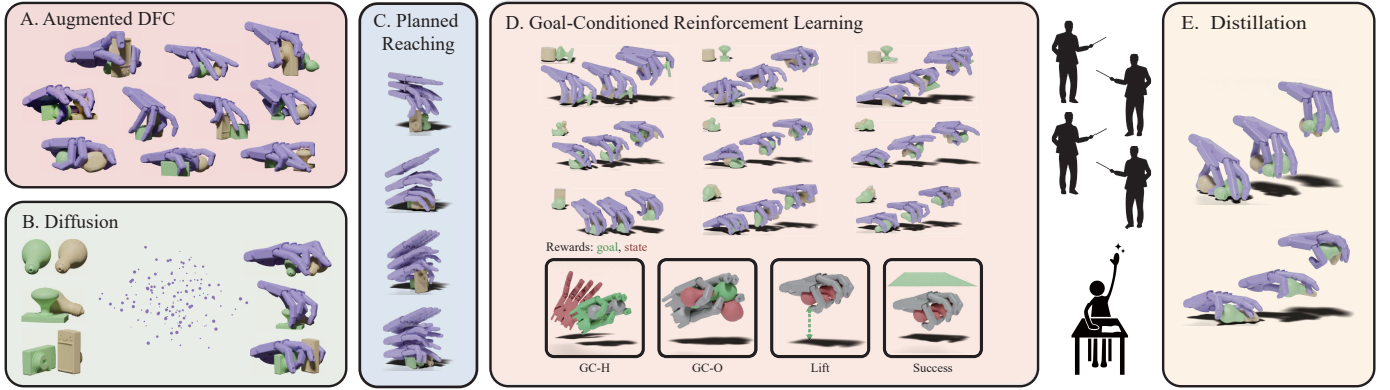 A. Augmented DFC
B. Diffusion
C. Planned
Reaching
D. Goal-Conditioned Reinforcement Learning
Rewards: goal, state
GC-H
GC-O
Lift
Success
E. Distillation